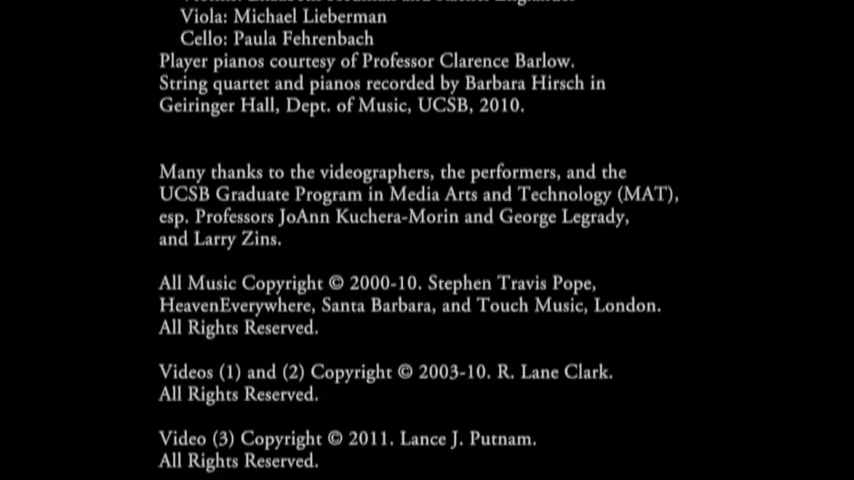 Viola: Michael Lieberman
Cello: Paula Fehrenbach
Player pianos courtesy of Professor Clarence Barlow.
String quartet and pianos recorded by Barbara Hirsch in
Geiringer Hall, Dept. of Music, UCSB, 2010.
Many thanks to the videographers, the performers, and the
UCSB Graduate Program in Media Arts and Technology (MAT),
esp. Professors JoAnn Kuchera-Morin and George Legrady,
and Larry Zins.
All Music Copyright © 2000-10. Stephen Travis Pope,
HeavenEverywhere, Santa Barbara, and Touch Music, London.
All Rights Reserved.
Videos (1) and (2) Copyright © 2003-10. R. Lane Clark.
All Rights Reserved.
Video (3) Copyright © 2011. Lance J. Putnam.
All Rights Reserved.